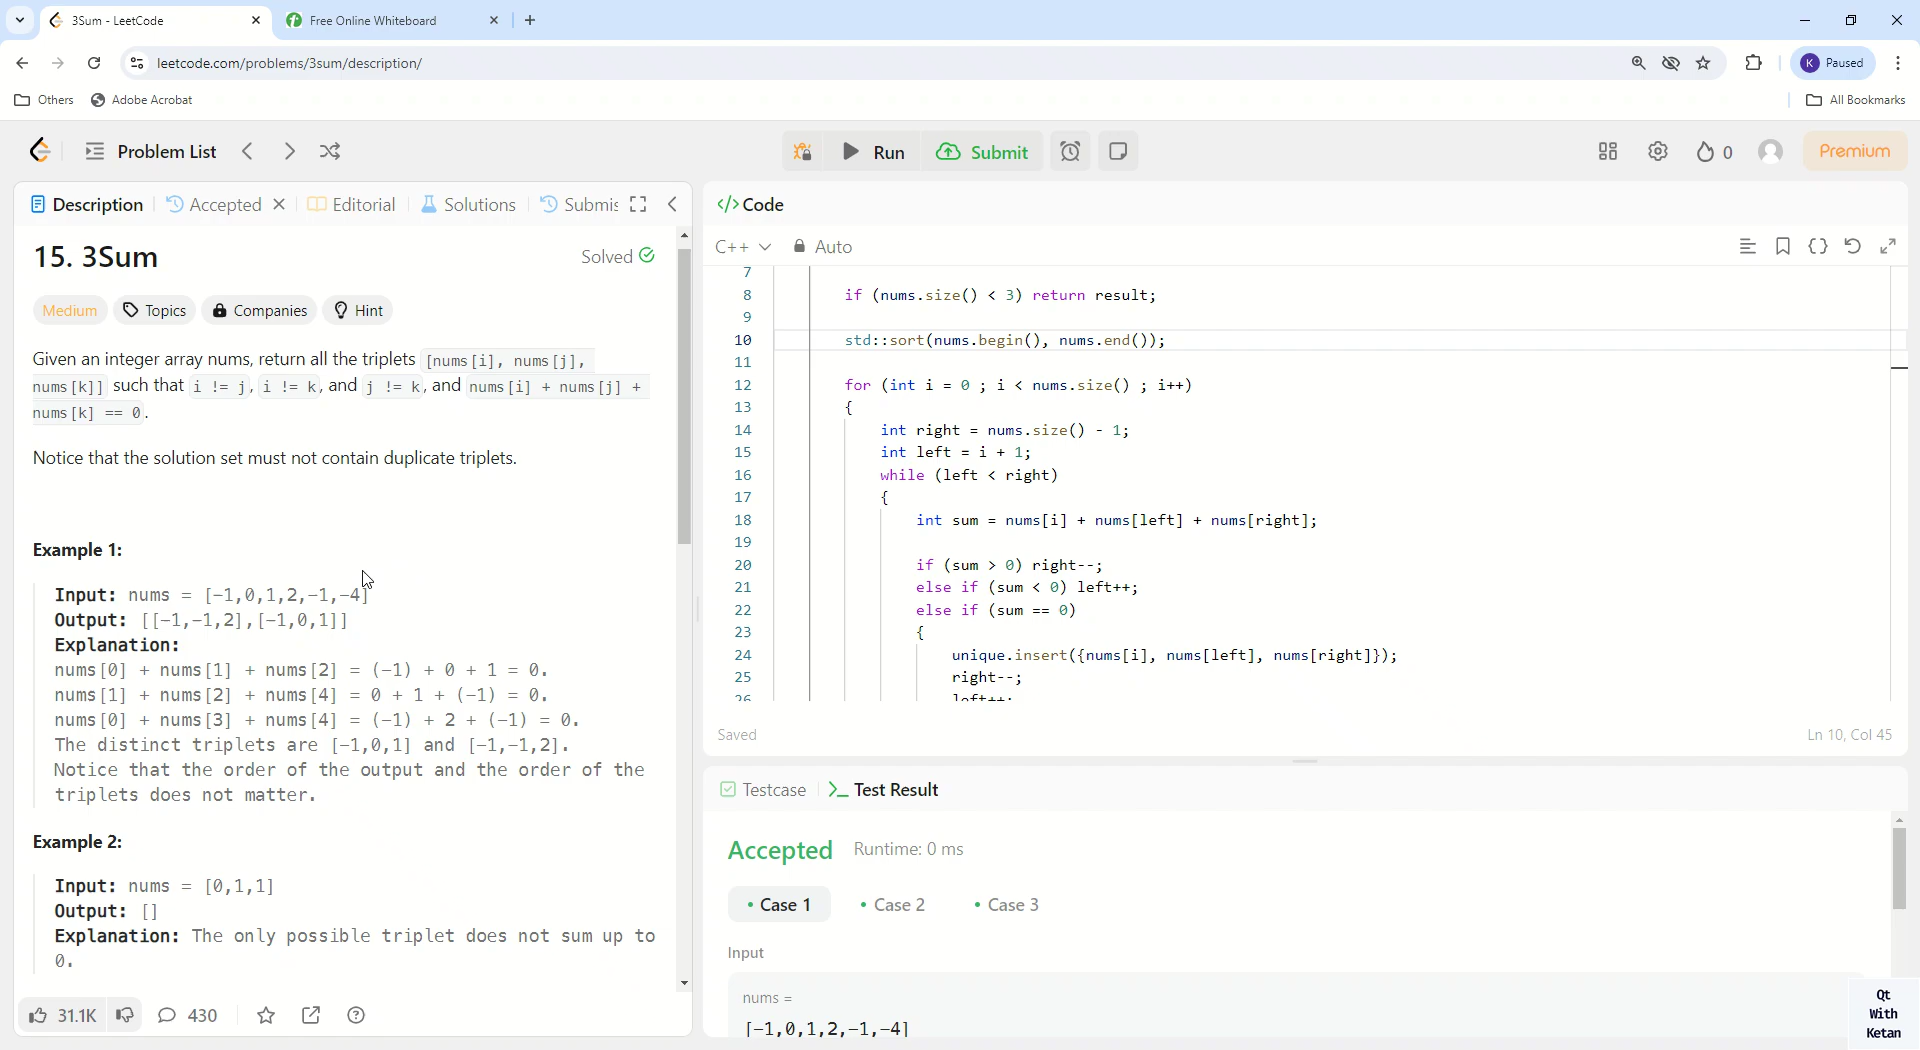 3Sum - LeetCode
Free Online Whiteboard
leetcode.com/problems/3sum/description/
K Paused
Others
Adobe Acrobat
All Bookmarks
Problem List
Run
Submit
0
Premium
Description
Accepted
Editorial
Solutions
Submis
15. 3Sum
Solved
Medium
Topics
Companies
Hint
Given an integer array nums, return all the triplets [nums[i], nums[j],
nums[k]] such that i != j, i != k, and j != k, and nums[i] + nums[j] +
nums[k] == 0.
Notice that the solution set must not contain duplicate triplets.
Example 1:
Input: nums = [-1,0,1,2,-1,-4]
Output: [[-1,-1,2],[-1,0,1]]
Explanation:
nums[0] + nums[1] + nums[2] = (-1) + 0 + 1 = 0.
nums[1] + nums[2] + nums[4] = 0 + 1 + (-1) = 0.
nums[0] + nums[3] + nums[4] = (-1) + 2 + (-1) = 0.
The distinct triplets are [-1,0,1] and [-1,-1,2].
Notice that the order of the output and the order of the
triplets does not matter.
Example 2:
Input: nums = [0,1,1]
Output: []
Explanation: The only possible triplet does not sum up to
0.
31.1K
430
</> Code
C++
Auto
7
8 if (nums.size() < 3) return result;
9
10 std::sort(nums.begin(), nums.end());
11
12 for (int i = 0 ; i < nums.size() ; i++)
13 {
14 int right = nums.size() - 1;
15 int left = i + 1;
16 while (left < right)
17 {
18 int sum = nums[i] + nums[left] + nums[right];
19
20 if (sum > 0) right--;
21 else if (sum < 0) left++;
22 else if (sum == 0)
23 {
24 unique.insert({nums[i], nums[left], nums[right]});
25 right--;
26 left++;
Saved
Ln 10, Col 45
Testcase
Test Result
Accepted
Runtime: 0 ms
Case 1
Case 2
Case 3
Input
nums =
[-1,0,1,2,-1,-4]
Qt
With
Ketan